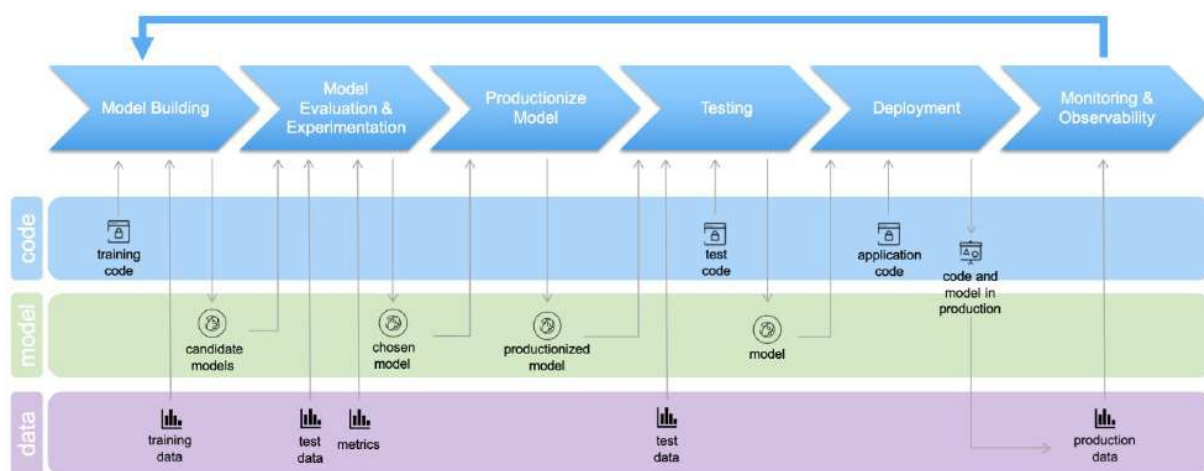 Model Building
Model
Evaluation &
Experimentation
Productionize
Model
Testing
Deployment
Monitoring &
Observability
code
training
code
test
code
application
code
code and
model in
production
model
candidate
models
chosen
model
productionized
model
model
data
training
data
test
data
metrics
test
data
production
data